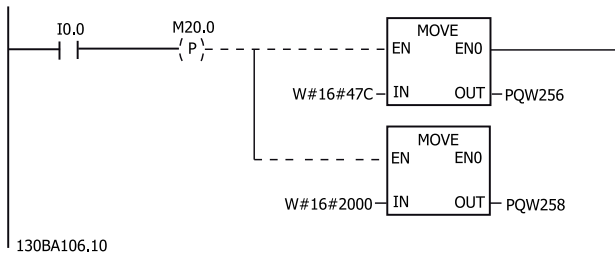 I0.0
M20.0
( P )
MOVE
EN EN0
W#16#47C IN OUT PQW256
MOVE
EN EN0
W#16#2000 IN OUT PQW258
130BA106.10